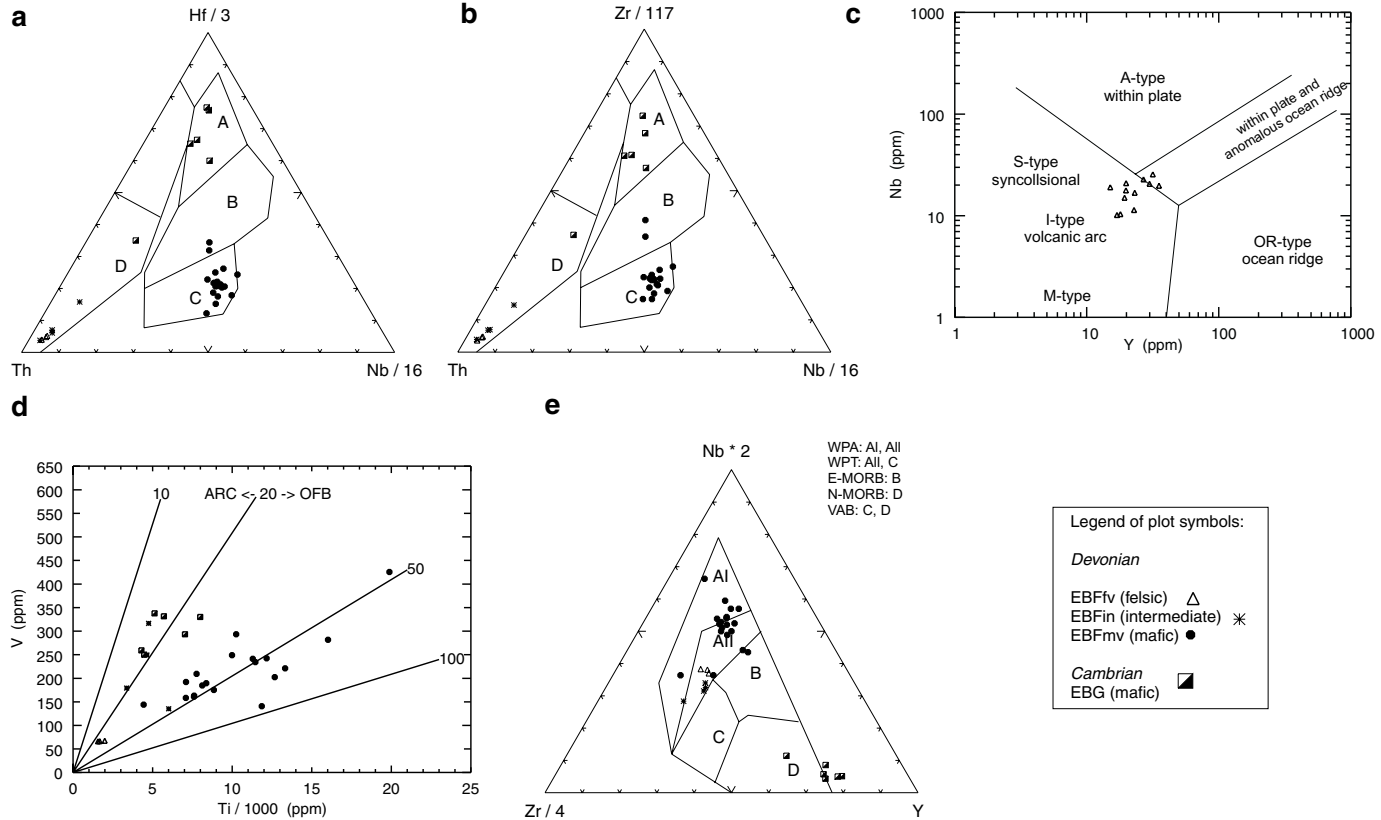 a
Hf / 3
A
B
C
D
Th
Nb / 16
b
Zr / 117
A
B
C
D
Th
Nb / 16
c
1000
100
10
1
Nb (ppm)
A-type
within plate
within plate and
anomalous ocean ridge
S-type
syncollsional
I-type
volcanic arc
OR-type
ocean ridge
M-type
1
10
100
1000
Y (ppm)
d
650
600
550
500
450
400
350
300
250
200
150
100
50
0
V (ppm)
10
ARC <- 20 -> OFB
50
100
0
5
10
15
20
25
Ti / 1000 (ppm)
e
Nb * 2
WPA: AI, AII
WPT: AII, C
E-MORB: B
N-MORB: D
VAB: C, D
AI
AII
B
C
D
Zr / 4
Y
Legend of plot symbols:
Devonian
EBFfv (felsic)
EBFin (intermediate)
EBFmv (mafic)
Cambrian
EBG (mafic)